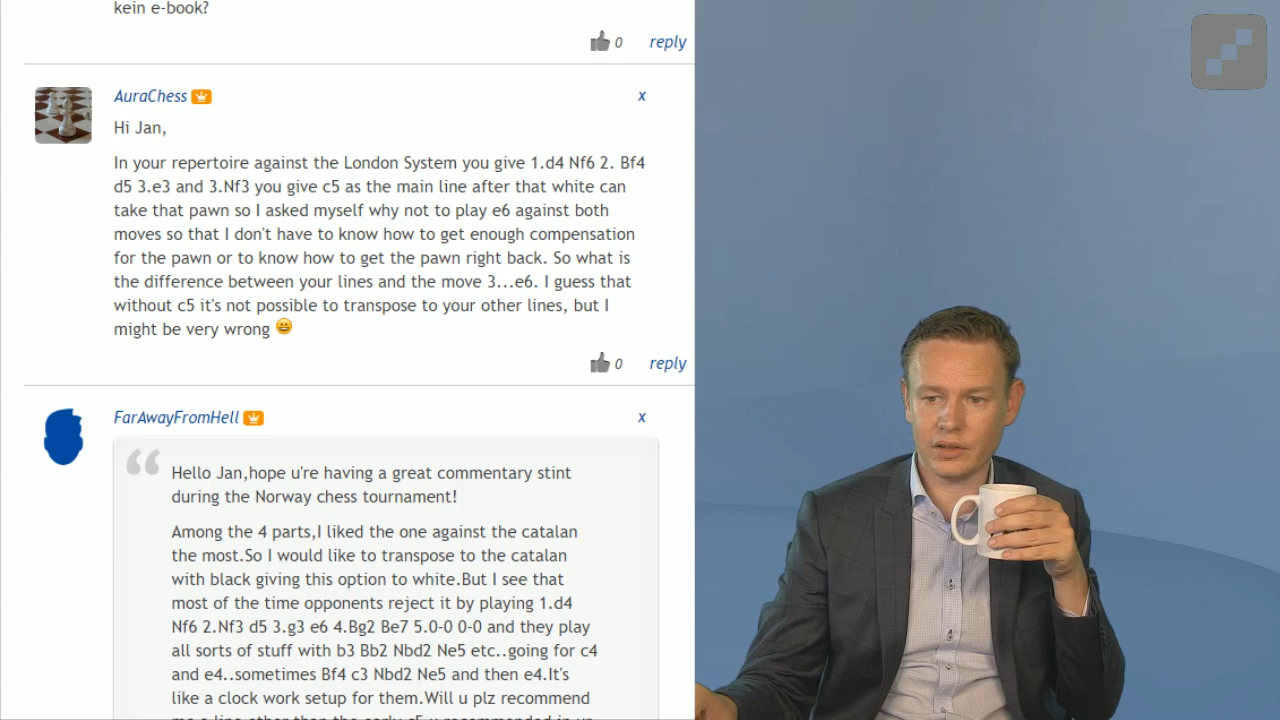 kein e-book?
0 reply
AuraChess x
Hi Jan,
In your repertoire against the London System you give 1.d4 Nf6 2. Bf4
d5 3.e3 and 3.Nf3 you give c5 as the main line after that white can
take that pawn so I asked myself why not to play e6 against both
moves so that I don't have to know how to get enough compensation
for the pawn or to know how to get the pawn right back. So what is
the difference between your lines and the move 3...e6. I guess that
without c5 it's not possible to transpose to your other lines, but I
might be very wrong 😄
0 reply
FarAwayFromHell x
Hello Jan,hope u're having a great commentary stint
during the Norway chess tournament!
Among the 4 parts,I liked the one against the catalan
the most.So I would like to transpose to the catalan
with black giving this option to white.But I see that
most of the time opponents reject it by playing 1.d4
Nf6 2.Nf3 d5 3.g3 e6 4.Bg2 Be7 5.0-0 0-0 and they play
all sorts of stuff with b3 Bb2 Nbd2 Ne5 etc..going for c4
and e4..sometimes Bf4 c3 Nbd2 Ne5 and then e4.It's
like a clock work setup for them.Will u plz recommend